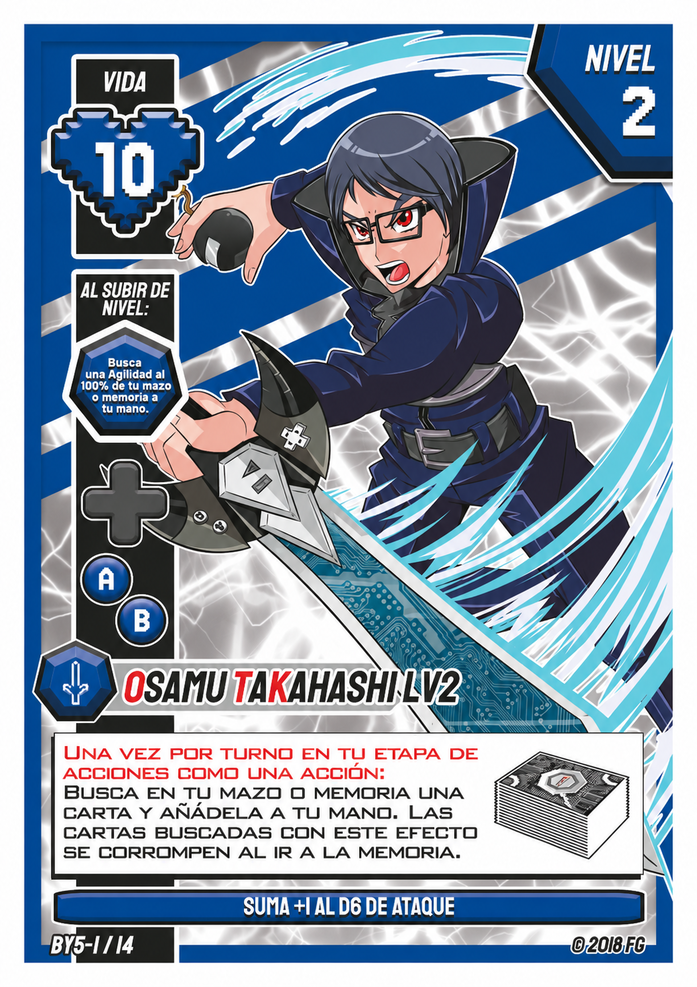 VIDA
10
NIVEL
2
AL SUBIR DE
NIVEL:
Busca
una Agilidad al
100% de tu mazo
o memoria a
tu mano.
A
B
OSAMU TAKAHASHI LV2
UNA VEZ POR TURNO EN TU ETAPA DE
ACCIONES COMO UNA ACCIÓN:
BUSCA EN TU MAZO O MEMORIA UNA
CARTA Y AÑÁDELA A TU MANO. LAS
CARTAS BUSCADAS CON ESTE EFECTO
SE CORROMPEN AL IR A LA MEMORIA.
SUMA +1 AL D6 DE ATAQUE
BY5-1/14
© 2018 FG